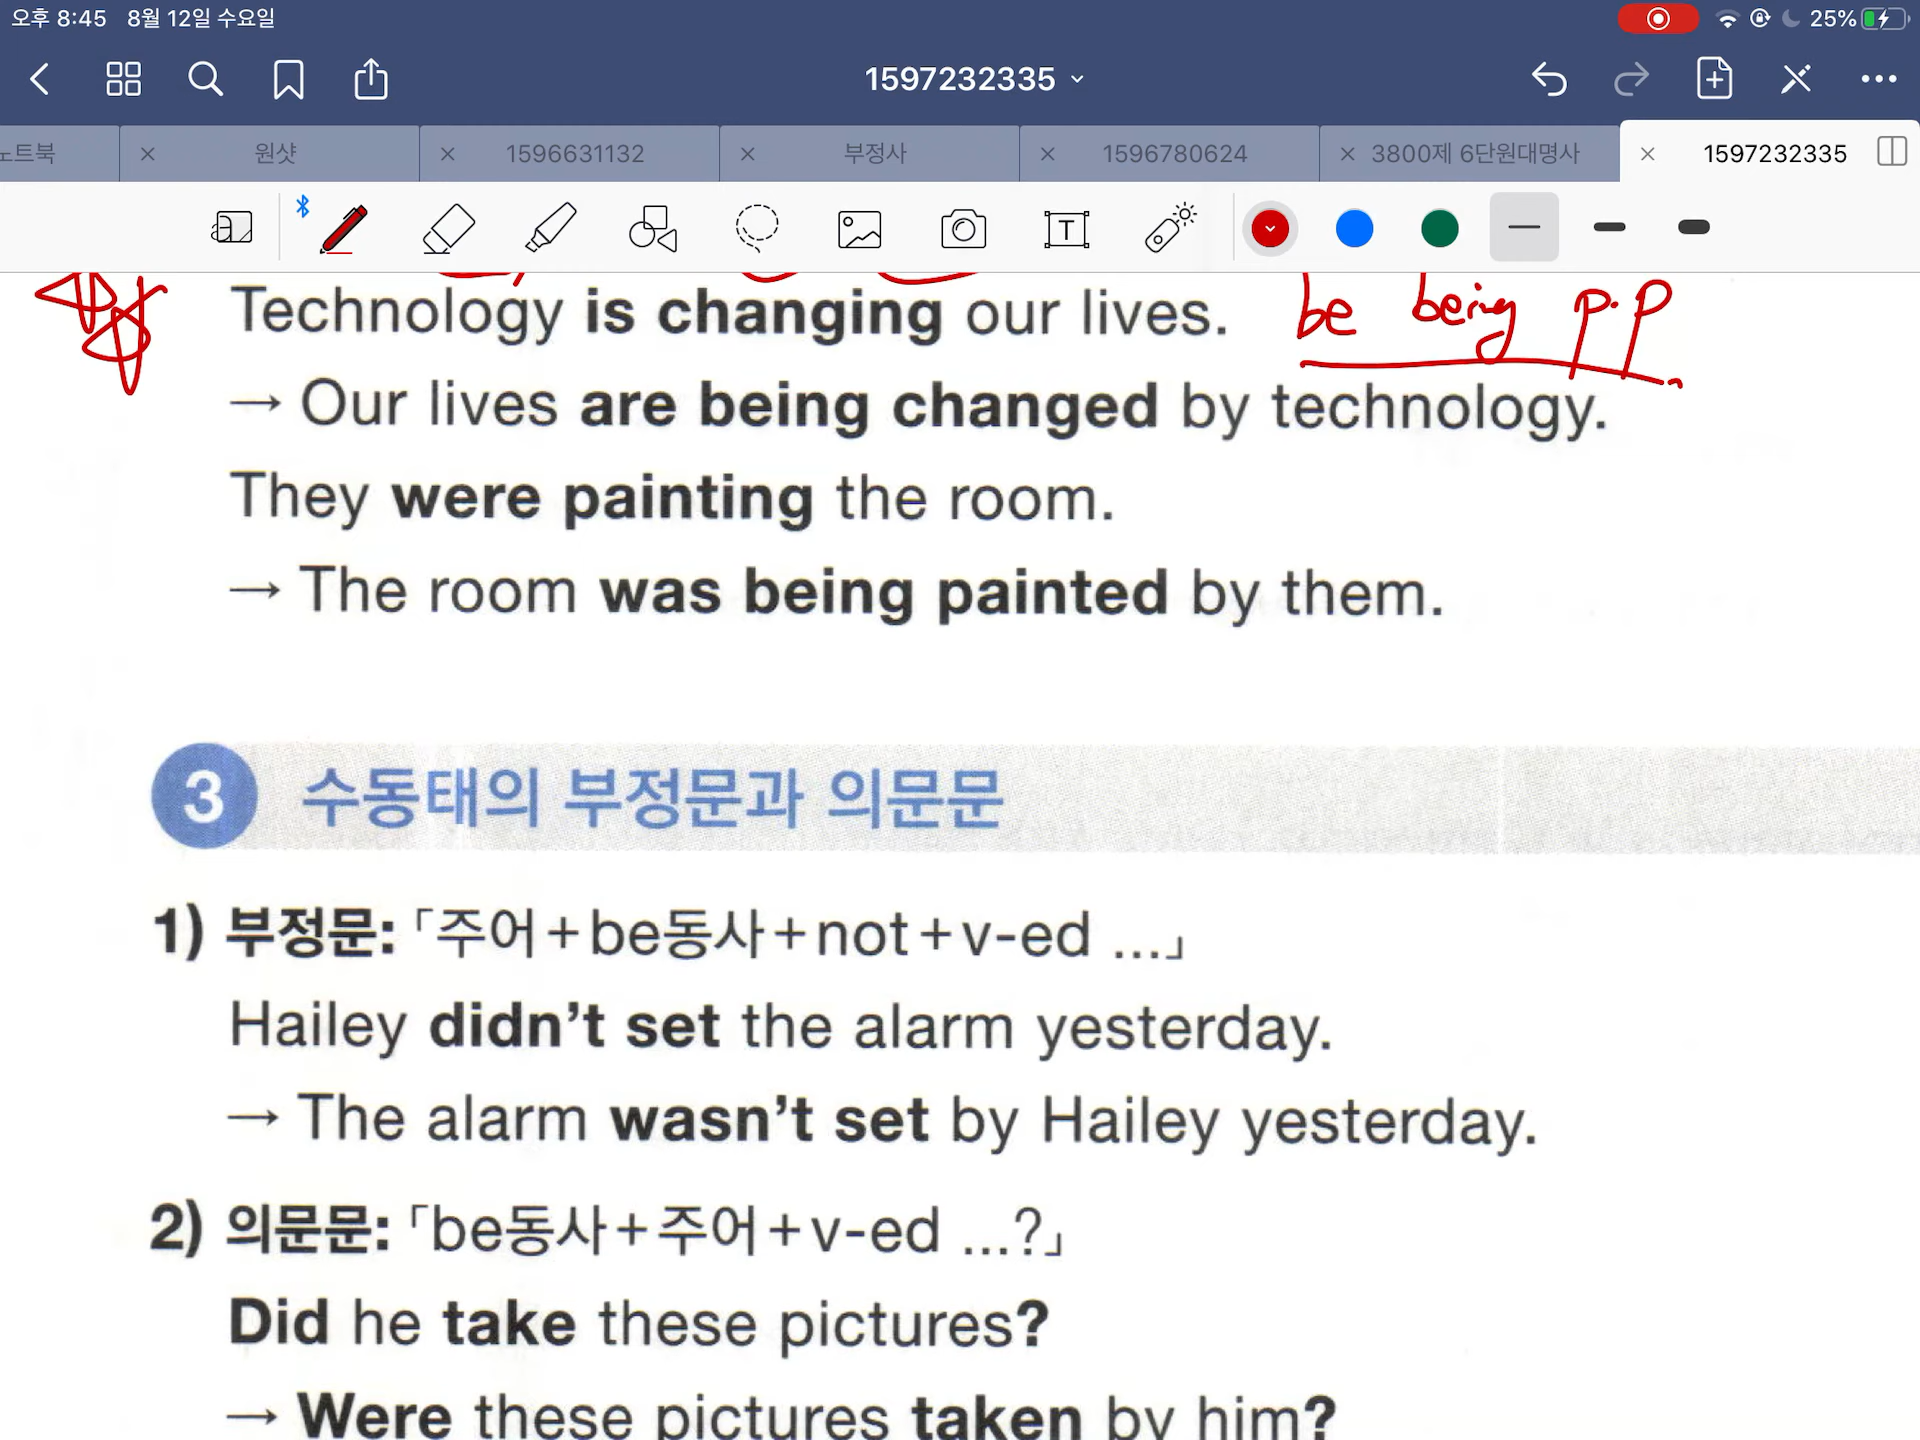 오후 8:45 8월 12일 수요일 25%
1597232335
노트북 원샷 1596631132 부정사 1596780624 3800제 6단원대명사 1597232335
T
Technology is changing our lives. be being p.p
→ Our lives are being changed by technology.
They were painting the room.
→ The room was being painted by them.
3 수동태의 부정문과 의문문
1) 부정문: 「주어+be동사+not+v-ed ...」
Hailey didn't set the alarm yesterday.
→ The alarm wasn't set by Hailey yesterday.
2) 의문문: 「be동사+주어+v-ed ...?」
Did he take these pictures?
→ Were these pictures taken by him?